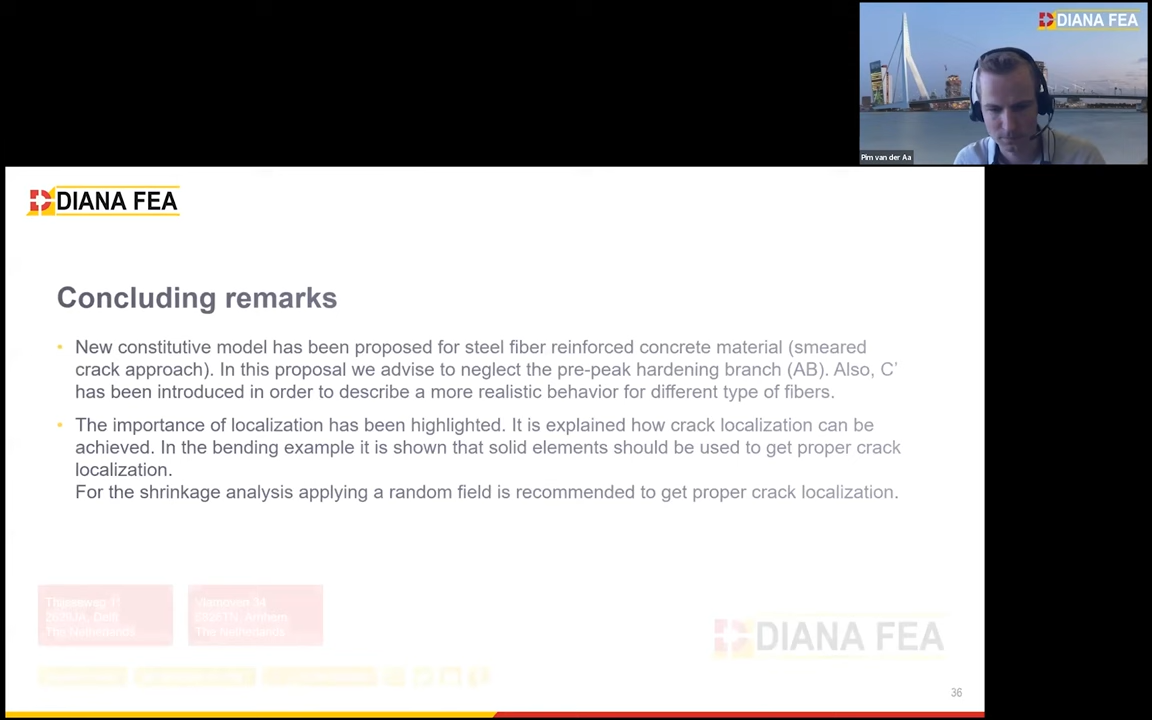 DIANA FEA
Pim van der Aa
DIANA FEA
Concluding remarks
• New constitutive model has been proposed for steel fiber reinforced concrete material (smeared
crack approach). In this proposal we advise to neglect the pre-peak hardening branch (AB). Also, C'
has been introduced in order to describe a more realistic behavior for different type of fibers.
• The importance of localization has been highlighted. It is explained how crack localization can be
achieved. In the bending example it is shown that solid elements should be used to get proper crack
localization.
For the shrinkage analysis applying a random field is recommended to get proper crack localization.
The Netherlands
Arnhem
The Netherlands
DIANA FEA
36